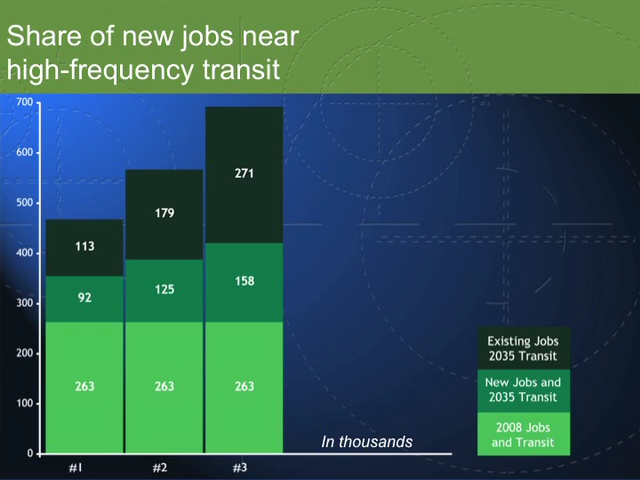 Share of new jobs near
high-frequency transit
700
600
500
400
300
200
100
0
113
92
263
179
125
263
271
158
263
#1
#2
#3
In thousands
Existing Jobs
2035 Transit
New Jobs and
2035 Transit
2008 Jobs
and Transit